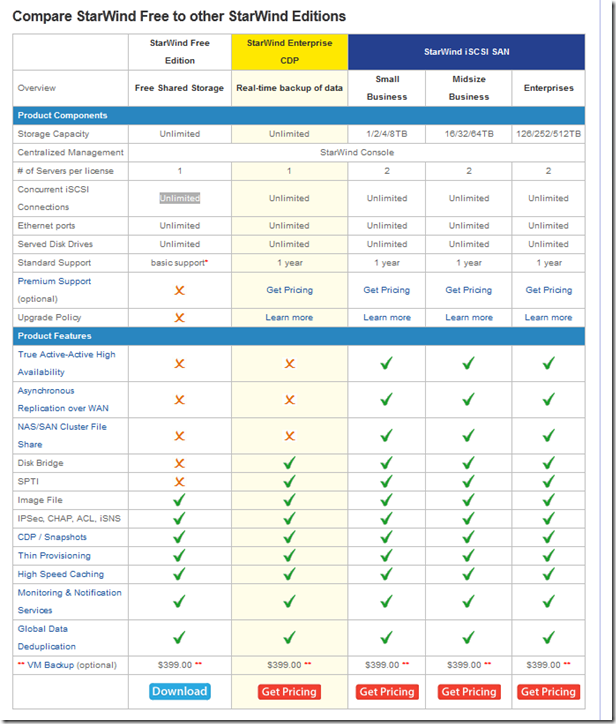 Compare StarWind Free to other StarWind Editions
StarWind Free
Edition
StarWind Enterprise
CDP
StarWind iSCSI SAN
Overview
Free Shared Storage
Real-time backup of data
Small
Business
Midsize
Business
Enterprises
Product Components
Storage Capacity Unlimited Unlimited 1/2/4/8TB 16/32/64TB 126/252/512TB
Centralized Management StarWind Console
# of Servers per license 1 1 2 2 2
Concurrent iSCSI
Connections
Unlimited Unlimited Unlimited Unlimited Unlimited
Ethernet ports Unlimited Unlimited Unlimited Unlimited Unlimited
Served Disk Drives Unlimited Unlimited Unlimited Unlimited Unlimited
Standard Support basic support* 1 year 1 year 1 year 1 year
Premium Support
(optional)
Get Pricing Get Pricing Get Pricing Get Pricing
Upgrade Policy Learn more Learn more Learn more Learn more
Product Features
True Active-Active High
Availability
Asynchronous
Replication over WAN
NAS/SAN Cluster File
Share
Disk Bridge
SPTI
Image File
IPSec, CHAP, ACL, iSNS
CDP / Snapshots
Thin Provisioning
High Speed Caching
Monitoring & Notification
Services
Global Data
Deduplication
** VM Backup (optional) $399.00 ** $399.00 ** $399.00 ** $399.00 ** $399.00 **
Download Get Pricing Get Pricing Get Pricing Get Pricing